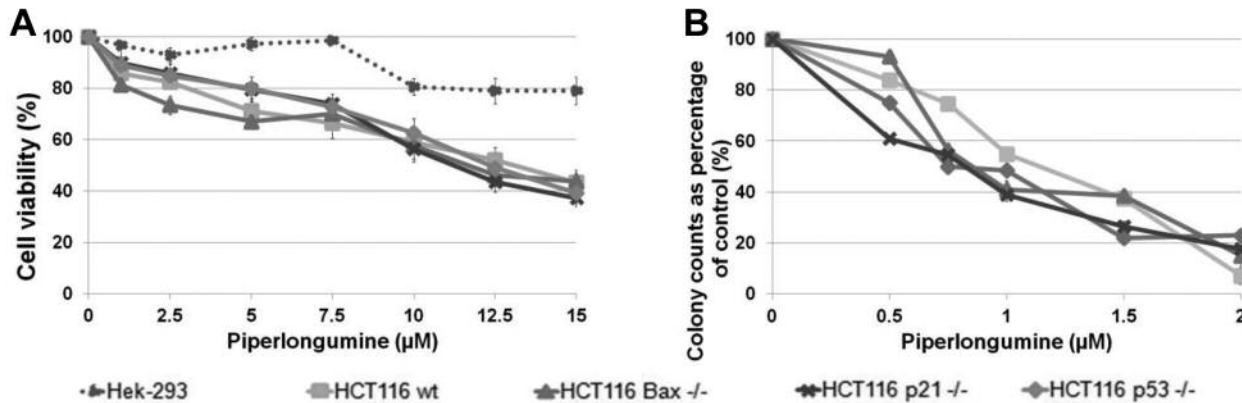 A
Cell viability (%)
100
80
60
40
20
0
0 2.5 5 7.5 10 12.5 15
Piperlongumine (µM)
B
Colony counts as percentage
of control (%)
100
80
60
40
20
0
0 0.5 1 1.5 2
Piperlongumine (µM)
Hek-293 HCT116 wt HCT116 Bax -/- HCT116 p21 -/- HCT116 p53 -/-